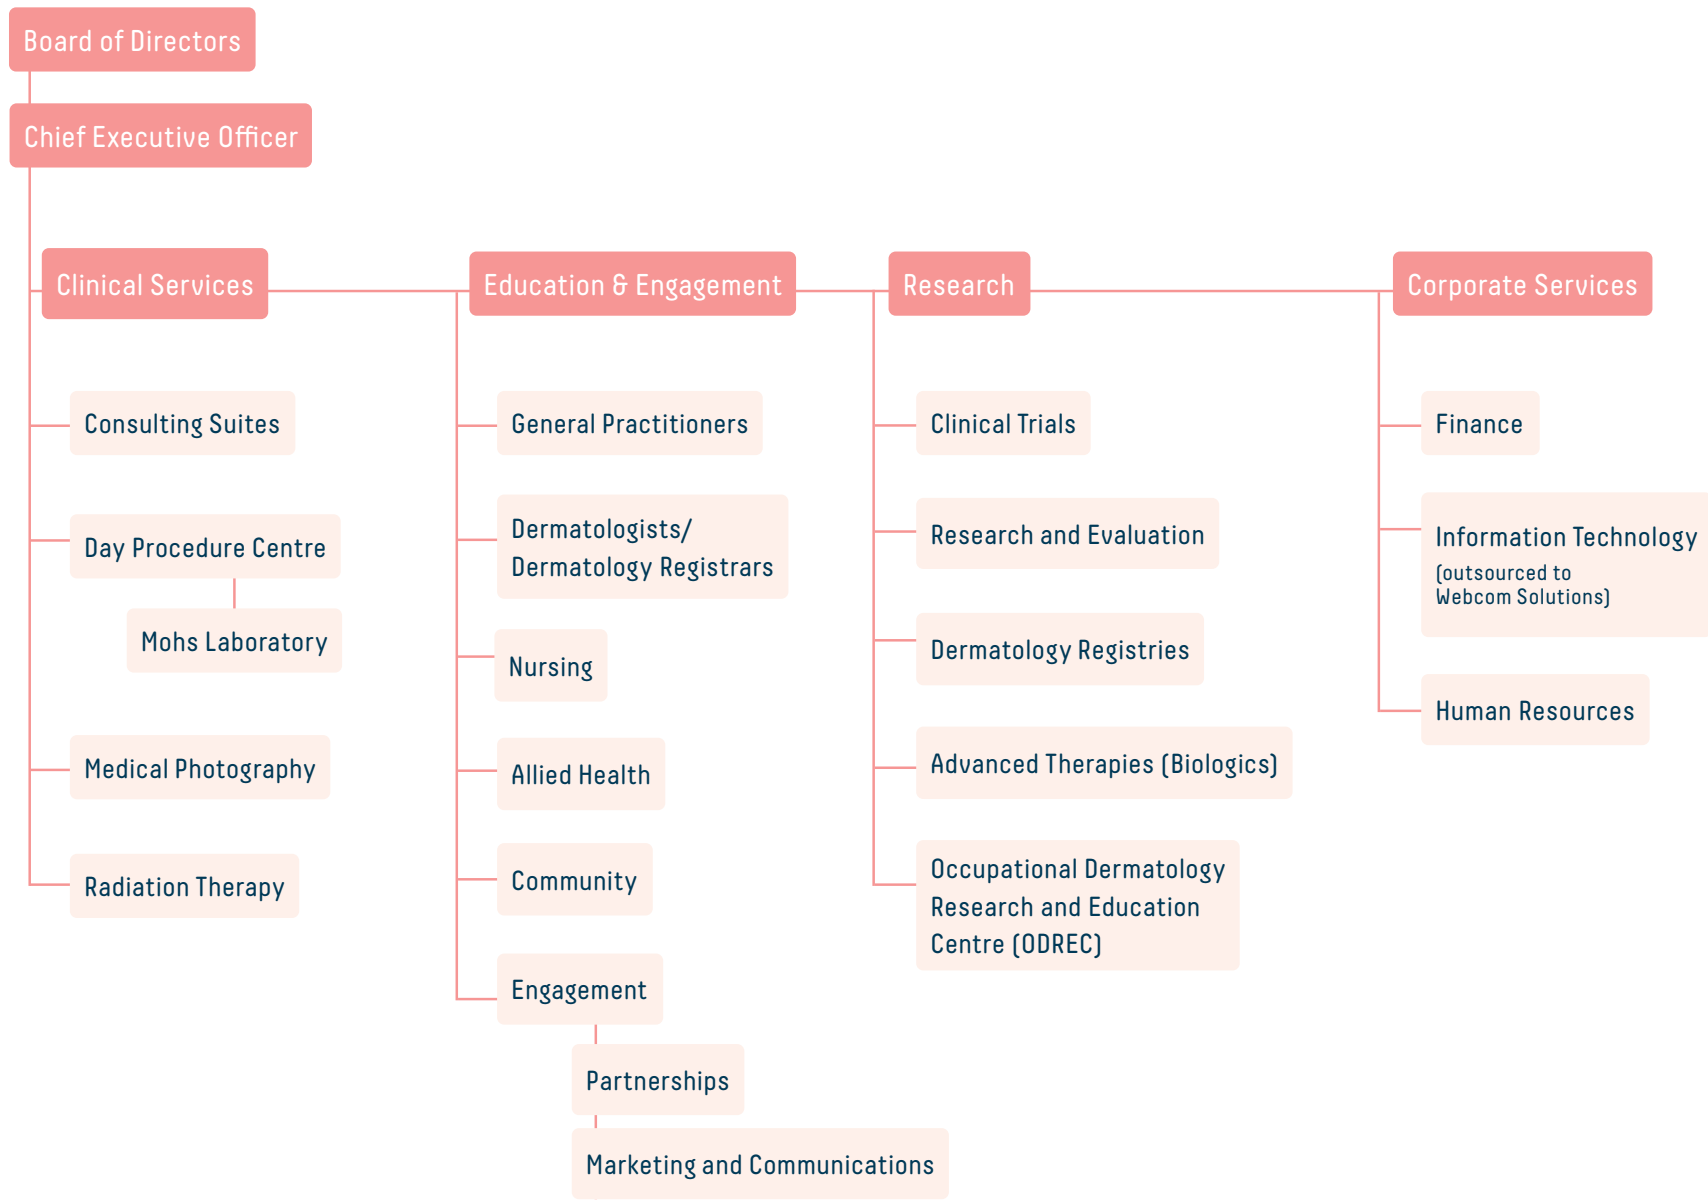 Board of Directors
Chief Executive Officer
Clinical Services
Education & Engagement
Research
Corporate Services
Consulting Suites
Day Procedure Centre
Mohs Laboratory
Medical Photography
Radiation Therapy
General Practitioners
Dermatologists/
Dermatology Registrars
Nursing
Allied Health
Community
Engagement
Partnerships
Marketing and Communications
Clinical Trials
Research and Evaluation
Dermatology Registries
Advanced Therapies (Biologics)
Occupational Dermatology
Research and Education
Centre (ODREC)
Finance
Information Technology
(outsourced to
Webcom Solutions)
Human Resources